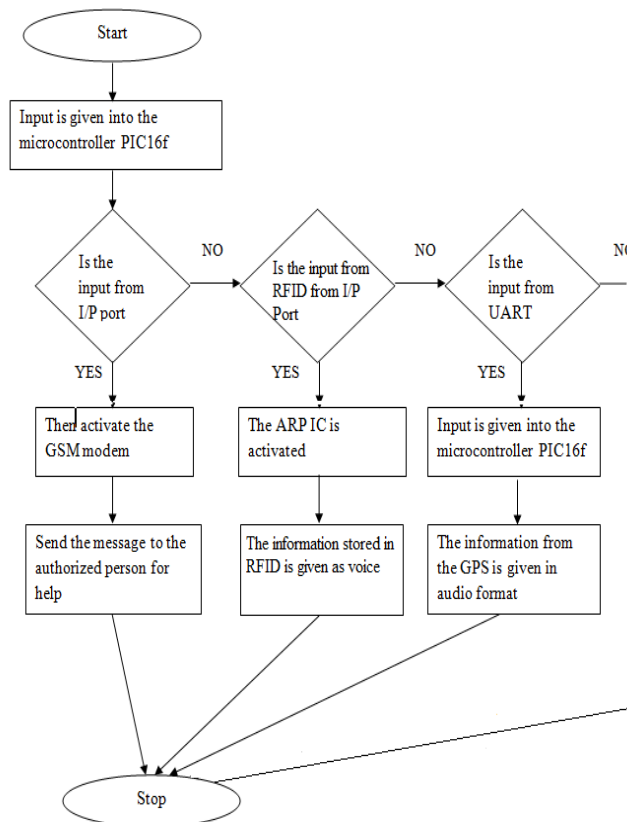 Start
Input is given into the
microcontroller PIC16f
Is the
input from
I/P port
NO
Is the input from
RFID from I/P
Port
NO
Is the
input from
UART
NO
YES
YES
YES
Then activate the
GSM modem
The ARP IC is
activated
Input is given into the
microcontroller PIC16f
Send the message to the
authorized person for
help
The information stored in
RFID is given as voice
The information from
the GPS is given in
audio format
Stop